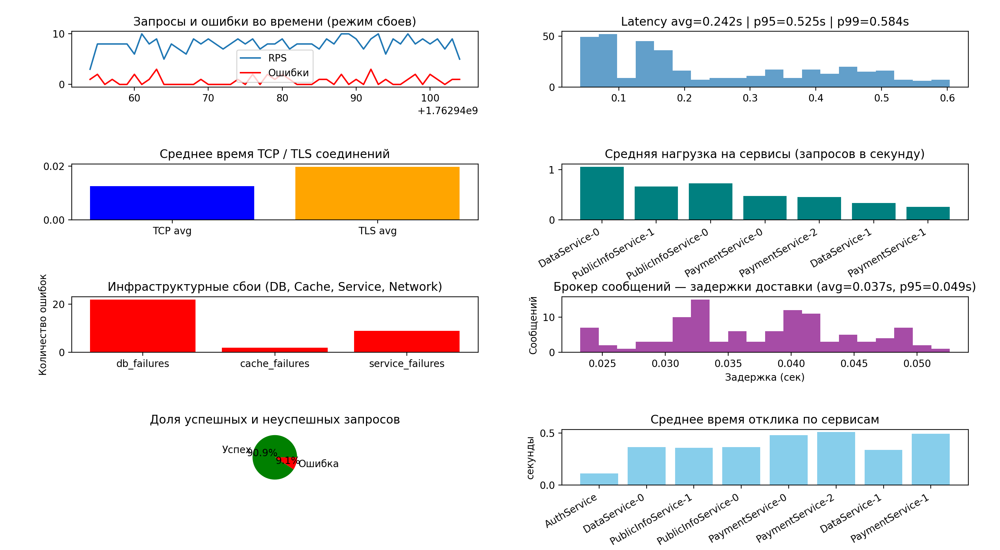 Запросы и ошибки во времени (режим сбоев)
10
0
RPS
Ошибки
60 70 80 90 100
+1.76294e9
Latency avg=0.242s | p95=0.525s | p99=0.584s
50
0
0.1 0.2 0.3 0.4 0.5 0.6
Среднее время TCP / TLS соединений
0.02
0.00
TCP avg TLS avg
Средняя нагрузка на сервисы (запросов в секунду)
1
0
DataService-0
PublicInfoService-1
PublicInfoService-0
PaymentService-0
PaymentService-2
DataService-1
PaymentService-1
Инфраструктурные сбои (DB, Cache, Service, Network)
Количество ошибок
20
0
db_failures cache_failures service_failures
Брокер сообщений — задержки доставки (avg=0.037s, p95=0.049s)
Сообщений
10
0
0.025 0.030 0.035 0.040 0.045 0.050
Задержка (сек)
Доля успешных и неуспешных запросов
Успех
90.9%
9.1%
Ошибка
Среднее время отклика по сервисам
секунды
0.5
0.0
AuthService
DataService-0
PublicInfoService-1
PublicInfoService-0
PaymentService-0
PaymentService-2
DataService-1
PaymentService-1